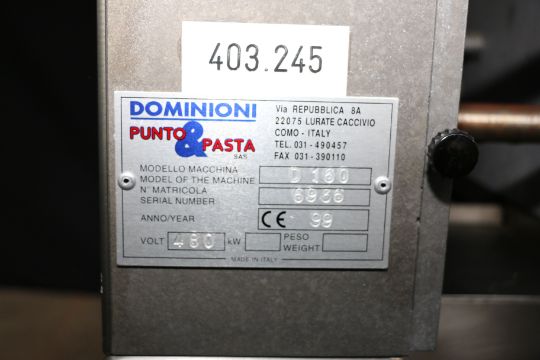 403.245
DOMINIONI
PUNTO & PASTA
SAS
Via REPUBBLICA 8A
22075 LURATE CACCIVIO
COMO - ITALY
TEL. 031 - 490457
FAX 031 - 390110
MODELLO MACCHINA
MODEL OF THE MACHINE
D 160
N° MATRICOLA
SERIAL NUMBER
6936
ANNO/YEAR
CE 99
VOLT 480 kW
PESO
WEIGHT
MADE IN ITALY